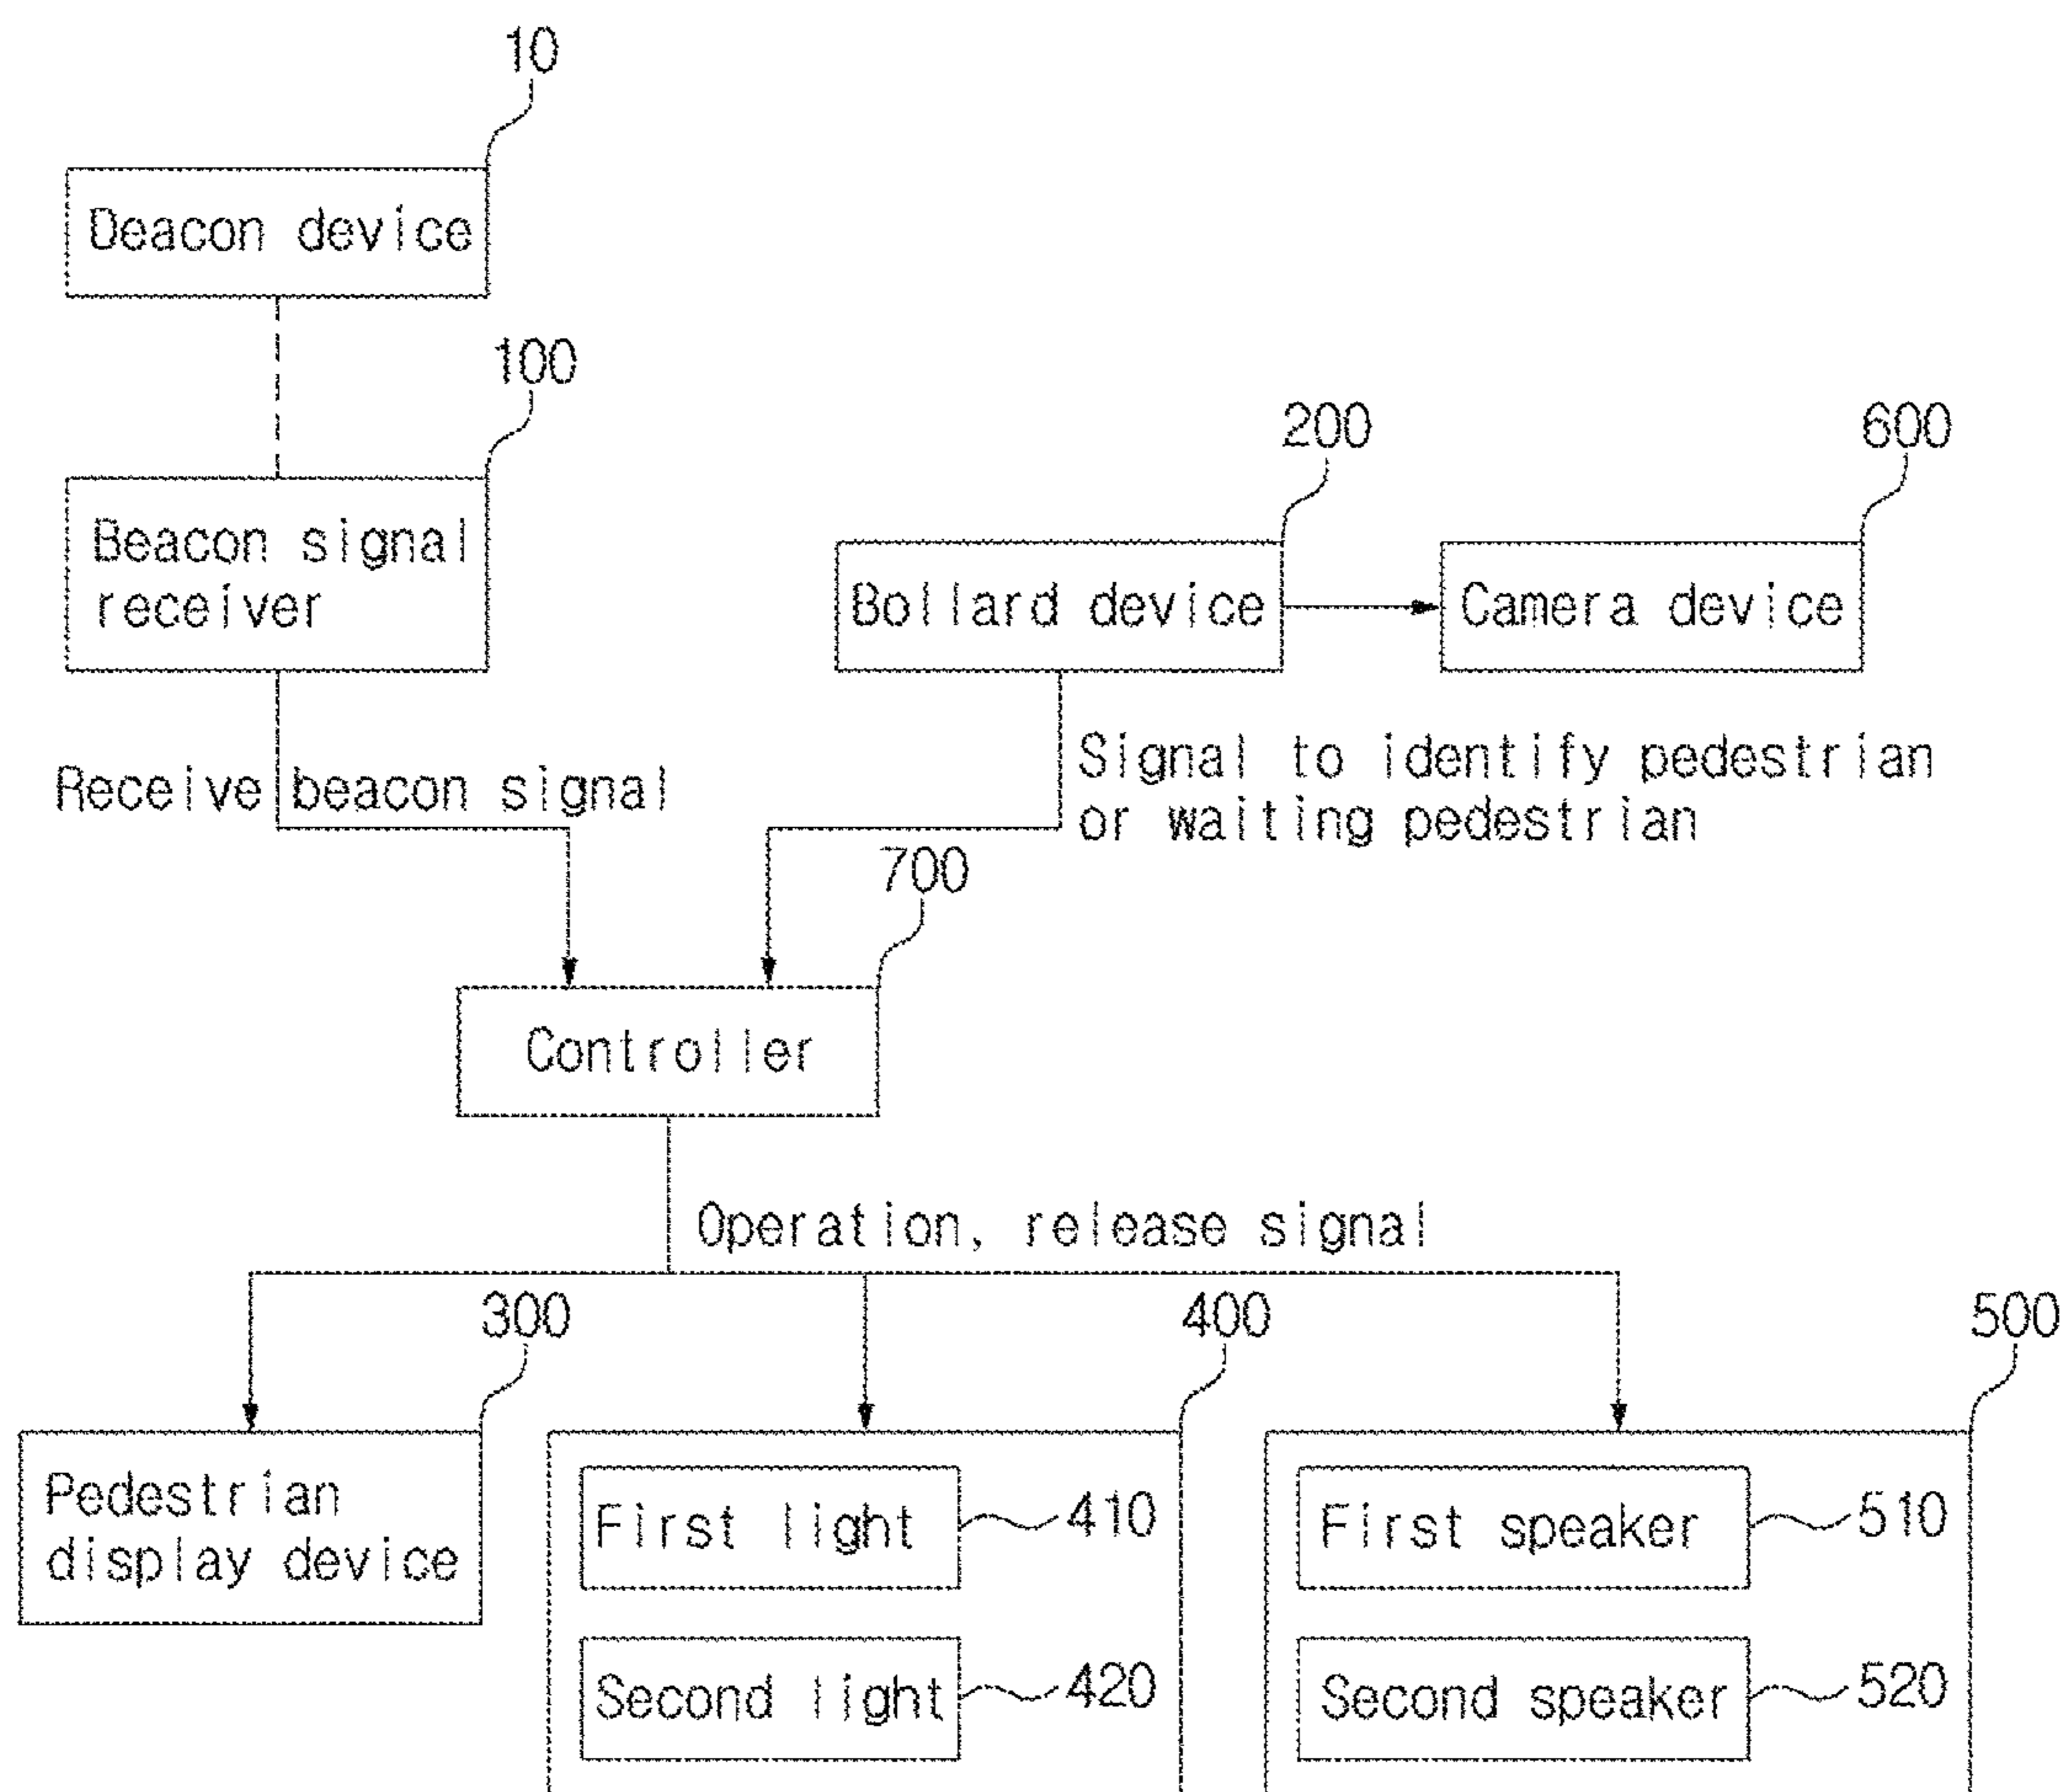 10
Deacon device
100
Beacon signal
receiver
200
600
Bollard device
Camera device
Receive beacon signal
Signal to identify pedestrian
or waiting pedestrian
700
Controller
Operation, release signal
300
400
500
Pedestrian
display device
First light
410
First speaker
510
Second light
420
Second speaker
520